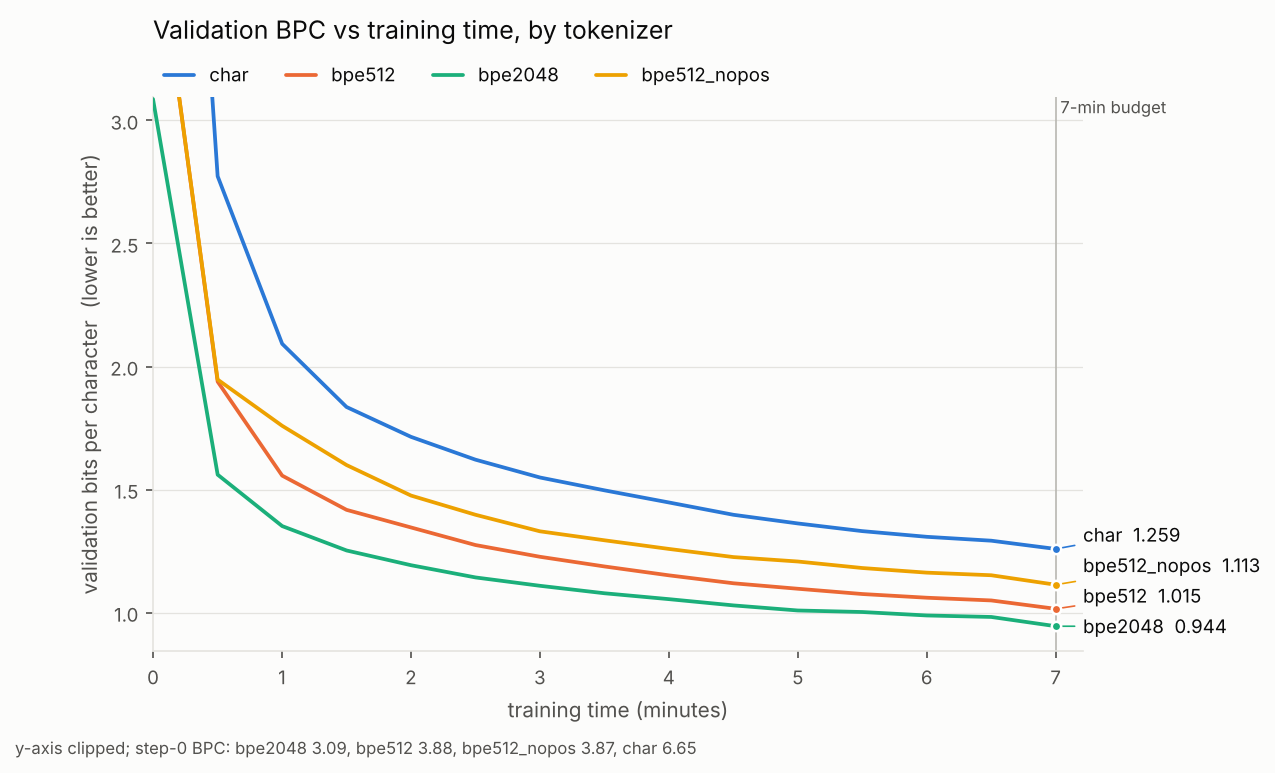 Validation BPC vs training time, by tokenizer
char bpe512 bpe2048 bpe512_nopos
7-min budget
validation bits per character (lower is better)
3.0
2.5
2.0
1.5
1.0
char 1.259
bpe512_nopos 1.113
bpe512 1.015
bpe2048 0.944
0 1 2 3 4 5 6 7
training time (minutes)
y-axis clipped; step-0 BPC: bpe2048 3.09, bpe512 3.88, bpe512_nopos 3.87, char 6.65